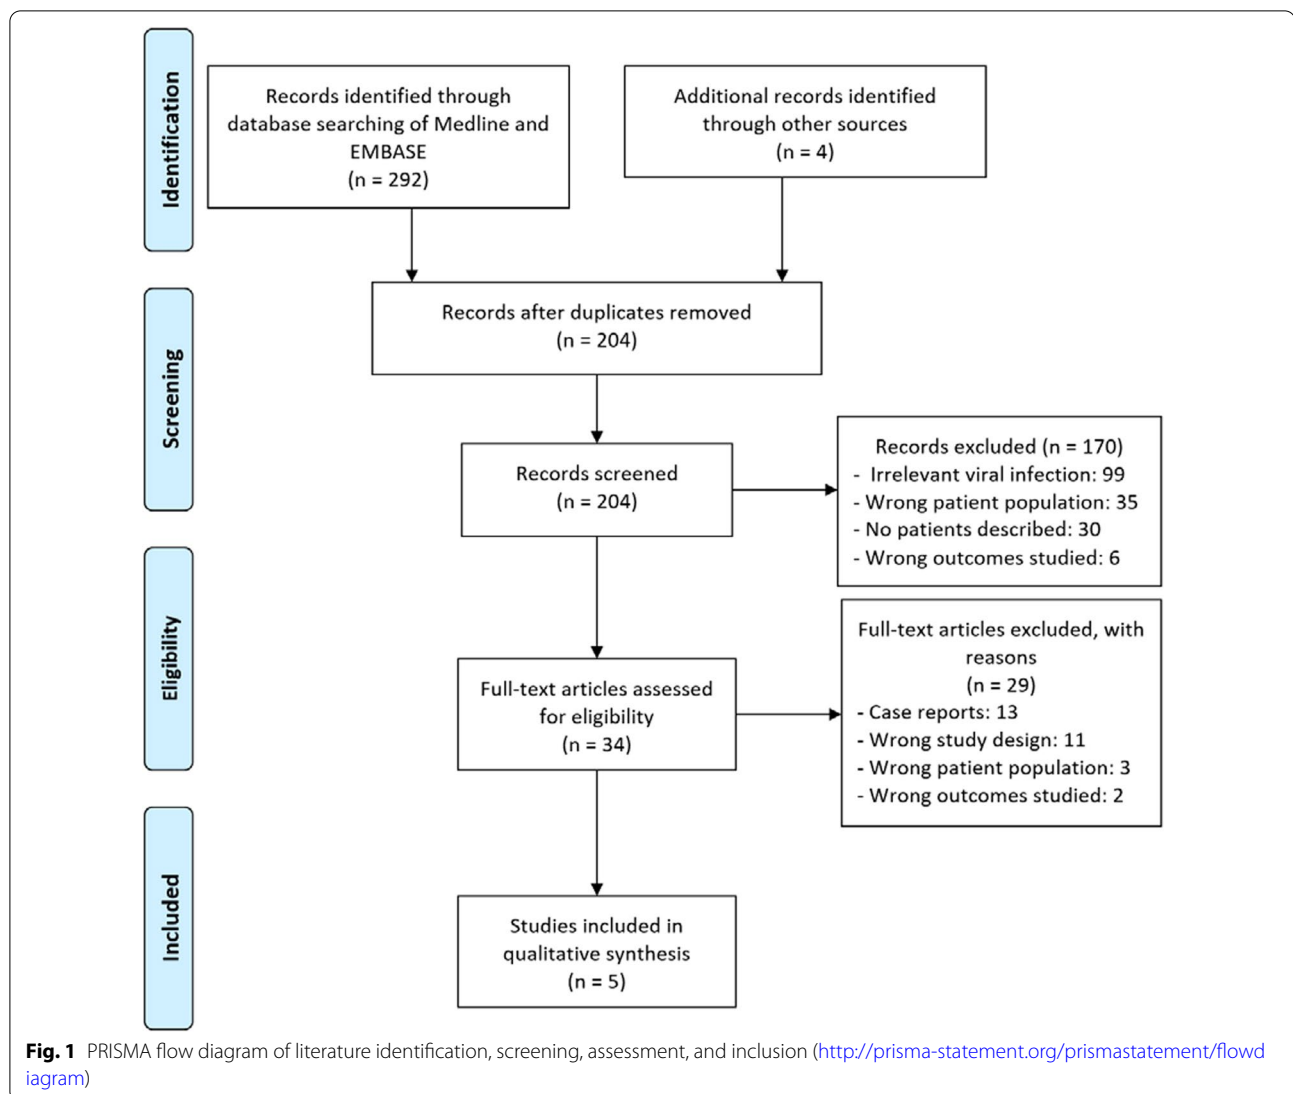 Identification
Records identified through
database searching of Medline and
EMBASE
(n = 292)
Additional records identified
through other sources
(n = 4)
Screening
Records after duplicates removed
(n = 204)
Records screened
(n = 204)
Records excluded (n = 170)
- Irrelevant viral infection: 99
- Wrong patient population: 35
- No patients described: 30
- Wrong outcomes studied: 6
Eligibility
Full-text articles assessed
for eligibility
(n = 34)
Full-text articles excluded, with
reasons
(n = 29)
- Case reports: 13
- Wrong study design: 11
- Wrong patient population: 3
- Wrong outcomes studied: 2
Included
Studies included in
qualitative synthesis
(n = 5)
Fig. 1 PRISMA flow diagram of literature identification, screening, assessment, and inclusion (http://prisma-statement.org/prismastatement/flowd
iagram)